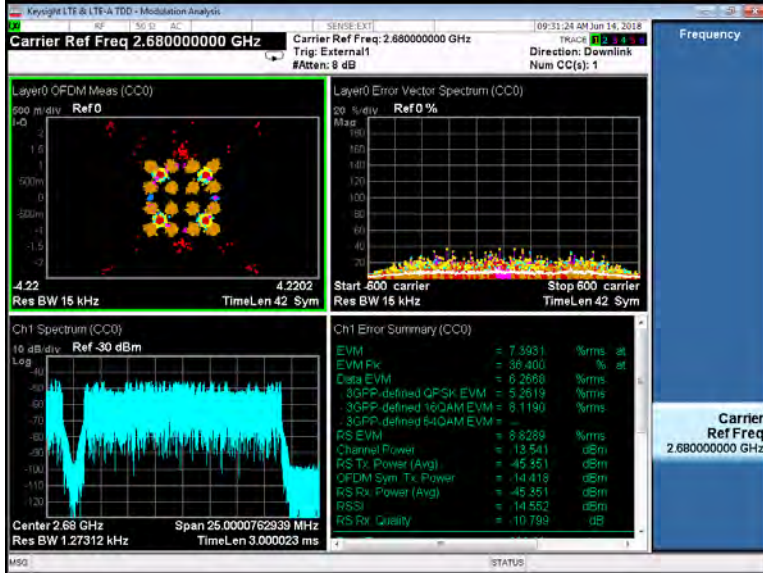 Keysight LTE & LTE-A TDD - Modulation Analysis
RF 50 Ω AC SENSE:EXT 09:31:24 AM Jun 14, 2018
Carrier Ref Freq 2.680000000 GHz
Carrier Ref Freq: 2.680000000 GHz
Trig: External1
#Atten: 8 dB
TRACE 1 2 3 4 5 6
Direction: Downlink
Num CC(s): 1
Frequency
Layer0 OFDM Meas (CC0)
500 m/div Ref 0
I-Q
2
1.5
1
500m
0
-500m
-1
-1.5
-2
-4.22 4.2202
Res BW 15 kHz TimeLen 42 Sym
Layer0 Error Vector Spectrum (CC0)
20 %/div Ref 0 %
Mag
180
160
140
120
100
80
60
40
20
Start -600 carrier Stop 600 carrier
Res BW 15 kHz TimeLen 42 Sym
Ch1 Spectrum (CC0)
10 dB/div Ref -30 dBm
Log
-40
-50
-60
-70
-80
-90
-100
-110
-120
Center 2.68 GHz Span 25.0000762939 MHz
Res BW 1.27312 kHz TimeLen 3.000023 ms
Ch1 Error Summary (CC0)
EVM = 7.3931 %rms at
EVM Pk = 36.400 % at
Data EVM = 6.2668 %rms
. 3GPP-defined QPSK EVM = 5.2619 %rms
. 3GPP-defined 16QAM EVM = 8.1190 %rms
. 3GPP-defined 64QAM EVM =
RS EVM = 8.8289 %rms
Channel Power = -13.541 dBm
RS Tx. Power (Avg) = -45.351 dBm
OFDM Sym. Tx. Power = -14.418 dBm
RS Rx. Power (Avg) = -45.351 dBm
RSSI = -14.552 dBm
RS Rx. Quality = -10.799 dB
Carrier
Ref Freq
2.680000000 GHz
MSG STATUS